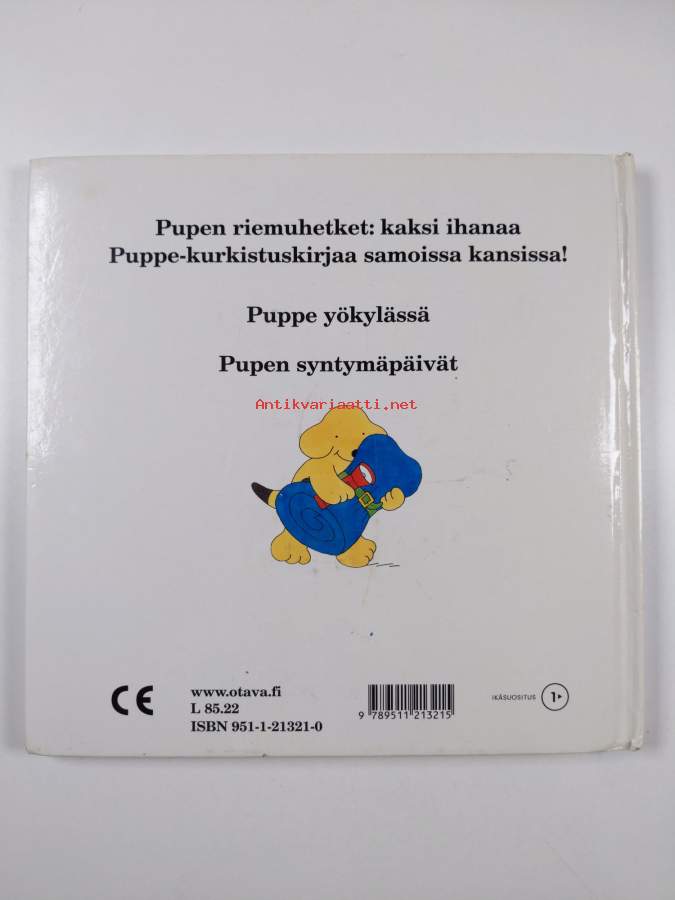 Pupen riemuhetket: kaksi ihanaa
Puppe-kurkistuskirjaa samoissa kansissa!
Puppe yökylässä
Pupen syntymäpäivät
Antikvariaatti.net
CE
www.otava.fi
L 85.22
ISBN 951-1-21321-0
9 789511 213215
IKÄSUOSITUS 1